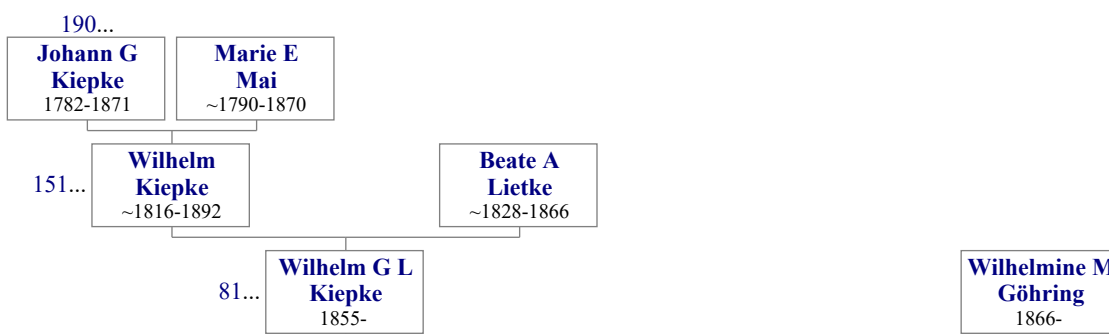 190...
Johann G
Kiepke
1782-1871
Marie E
Mai
~1790-1870
151...
Wilhelm
Kiepke
~1816-1892
Beate A
Lietke
~1828-1866
81...
Wilhelm G L
Kiepke
1855-
Wilhelmine M
Göhring
1866-